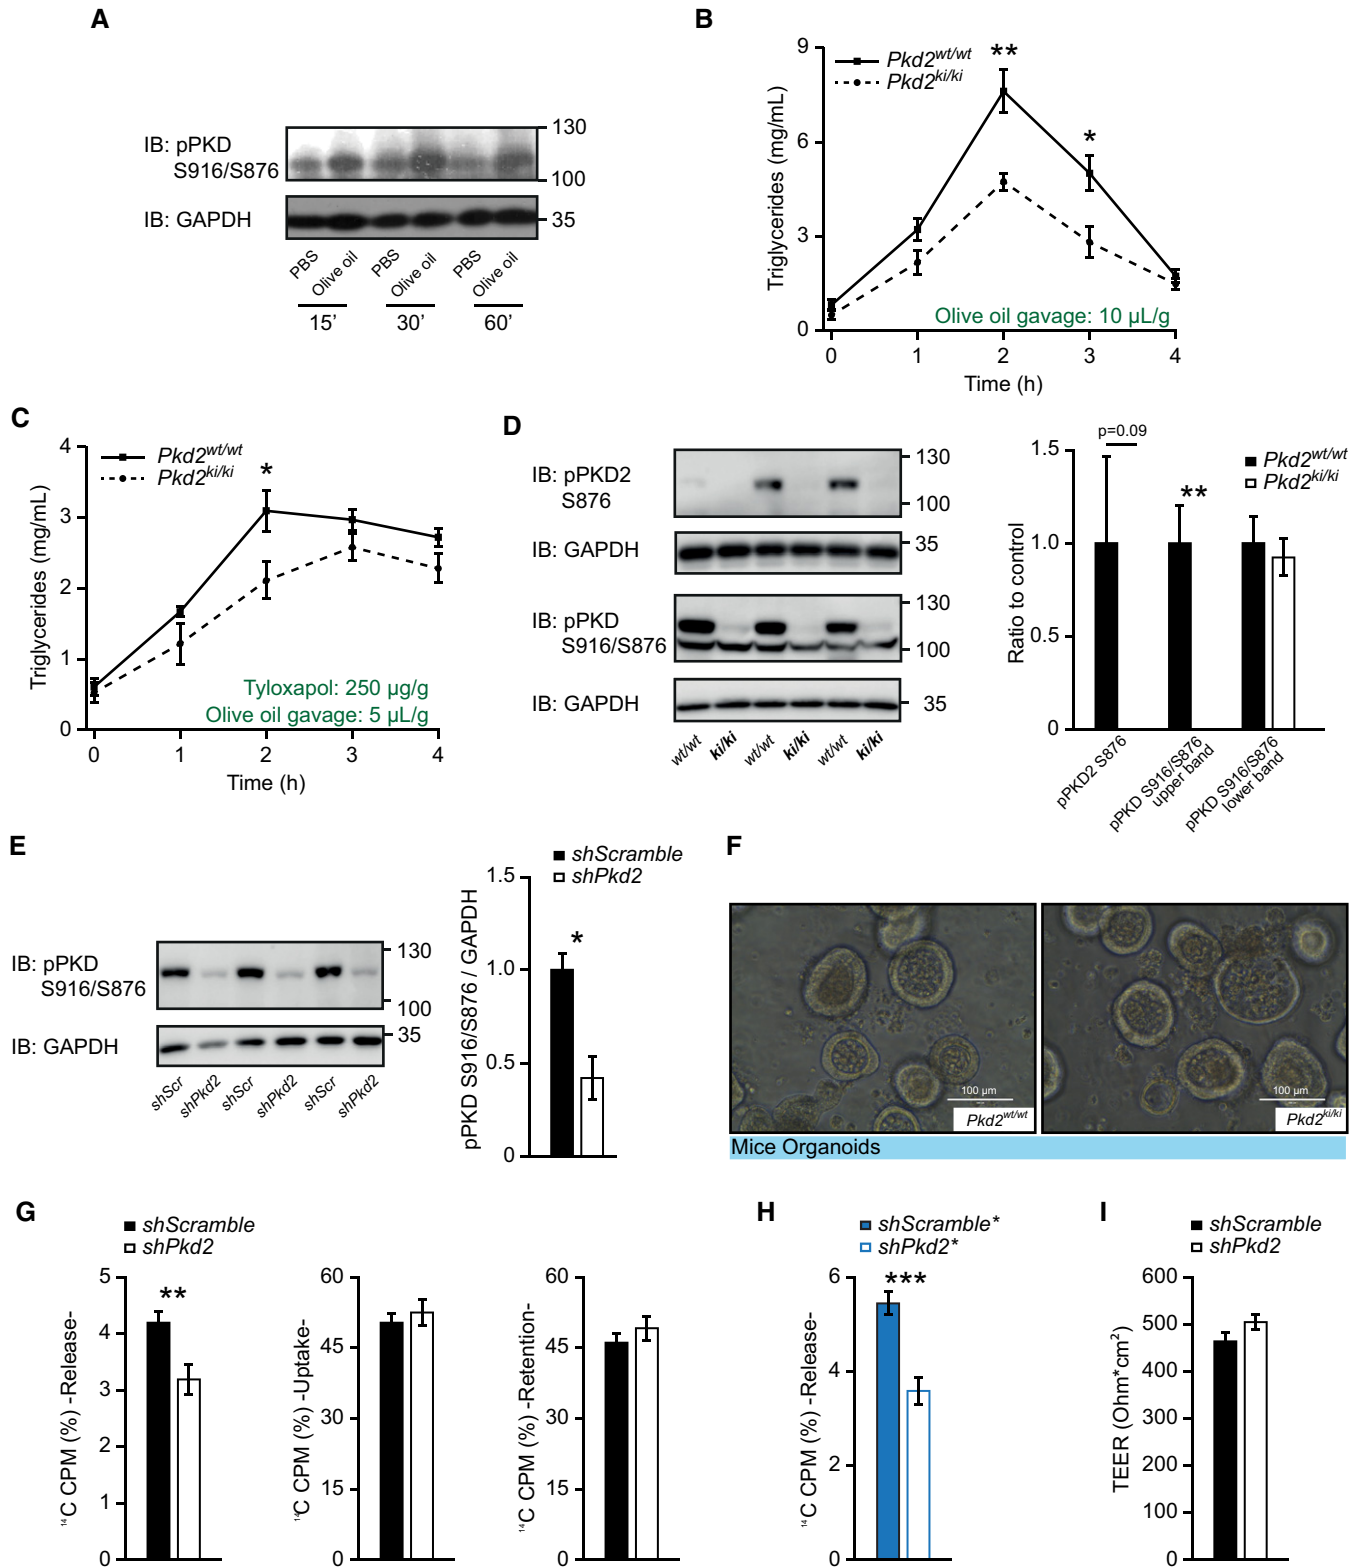 A
IB: pPKD
S916/S876
130
100
IB: GAPDH
35
PBS
Olive oil
PBS
Olive oil
PBS
Olive oil
15’
30’
60’
B
Triglycerides (mg/mL)
9
6
3
0
Pkd2wt/wt
Pkd2ki/ki
**
*
Olive oil gavage: 10 µL/g
0 1 2 3 4
Time (h)
C
Triglycerides (mg/mL)
4
3
2
1
0
Pkd2wt/wt
Pkd2ki/ki
*
Tyloxapol: 250 µg/g
Olive oil gavage: 5 µL/g
0 1 2 3 4
Time (h)
D
IB: pPKD2
S876
130
100
IB: GAPDH
35
IB: pPKD
S916/S876
130
100
IB: GAPDH
35
wt/wt ki/ki wt/wt ki/ki wt/wt ki/ki
Ratio to control
1.5
1.0
0.5
0
p=0.09
**
Pkd2wt/wt
Pkd2ki/ki
pPKD2 S876
pPKD S916/S876
upper band
pPKD S916/S876
lower band
E
IB: pPKD
S916/S876
130
100
IB: GAPDH
35
shScr shPkd2 shScr shPkd2 shScr shPkd2
shScramble
shPkd2
pPKD S916/S876 / GAPDH
1.5
1.0
0.5
0
*
F
100 µm
Pkd2wt/wt
100 µm
Pkd2ki/ki
Mice Organoids
G
shScramble
shPkd2
14C CPM (%) -Release-
5
4
3
2
1
0
**
14C CPM (%) -Uptake-
60
45
30
15
0
14C CPM (%) -Retention-
60
45
30
15
0
H
shScramble*
shPkd2*
14C CPM (%) -Release-
6
4
2
0
***
I
shScramble
shPkd2
TEER (Ohm*cm²)
600
500
400
300
200
100
0